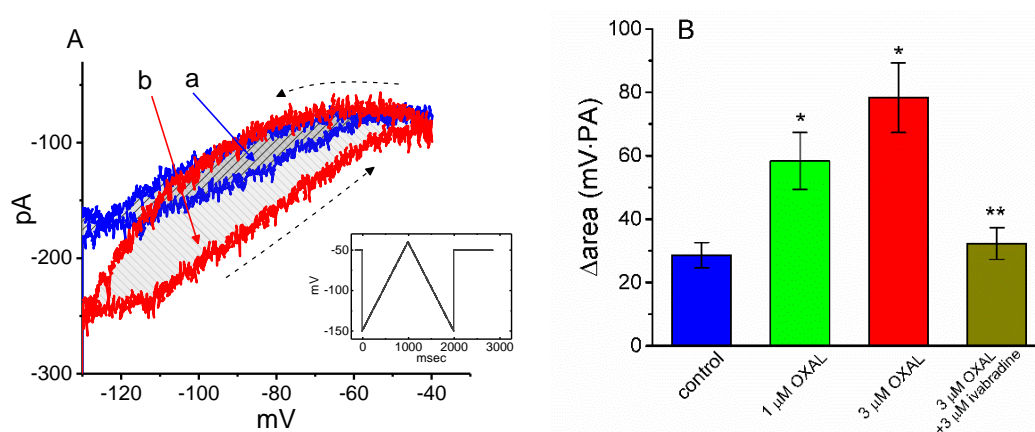 A
b
a
pA
-100
-200
-300
-120
-100
-80
-60
-40
mV
mV
-50
-100
-150
0
1000
2000
3000
msec
B
Δarea (mV·PA)
100
80
60
40
20
0
*
*
**
control
1 μM OXAL
3 μM OXAL
3 μM OXAL
+3 μM ivabradine